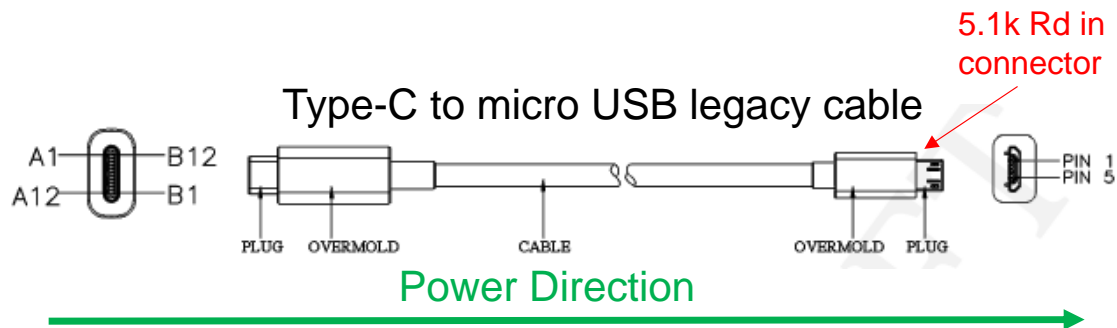 5.1k Rd in
connector
Type-C to micro USB legacy cable
A1
B12
A12
B1
PIN 1
PIN 5
PLUG
OVERMOLD
CABLE
OVERMOLD
PLUG
Power Direction